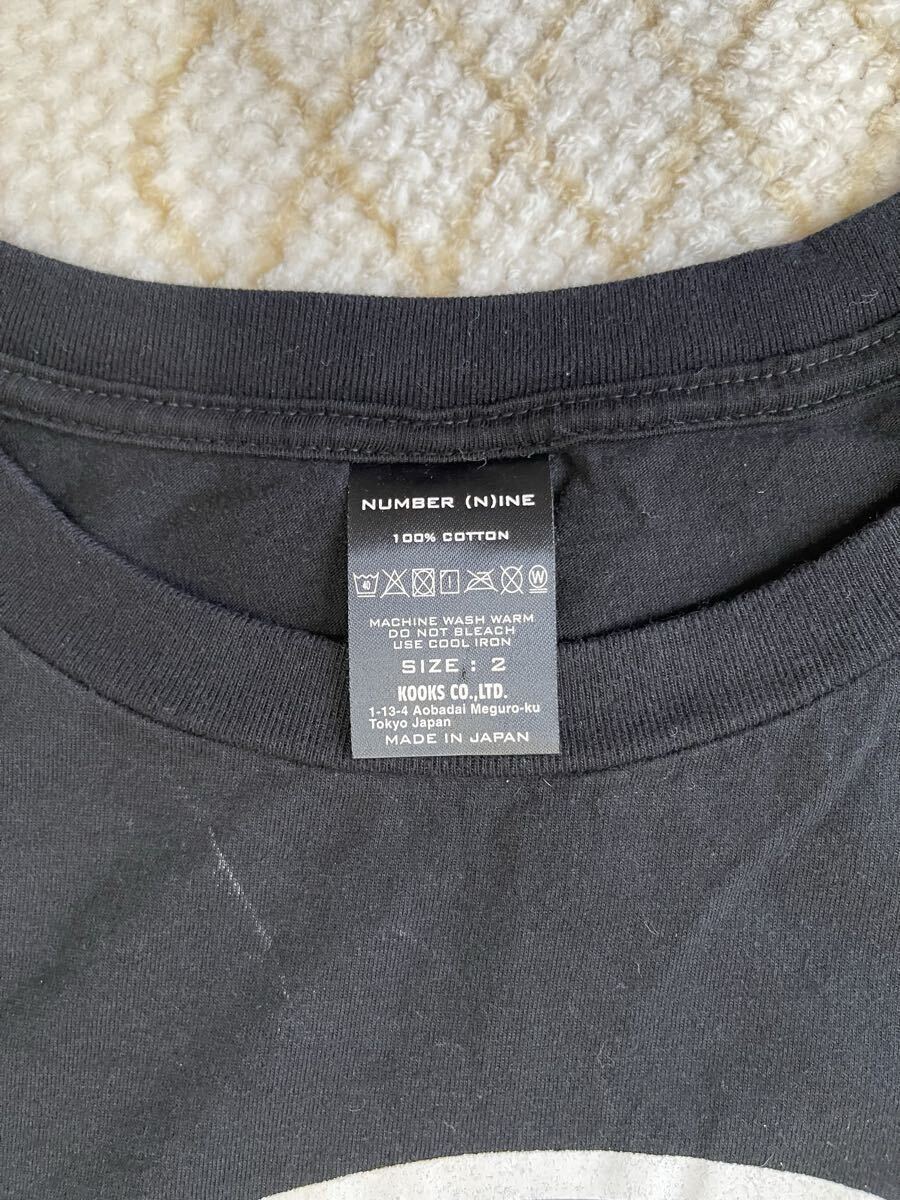 NUMBER (N)INE
100% COTTON
40
W
MACHINE WASH WARM
DO NOT BLEACH
USE COOL IRON
SIZE : 2
KOOKS CO.,LTD.
1-13-4 Aobadai Meguro-ku
Tokyo Japan
MADE IN JAPAN